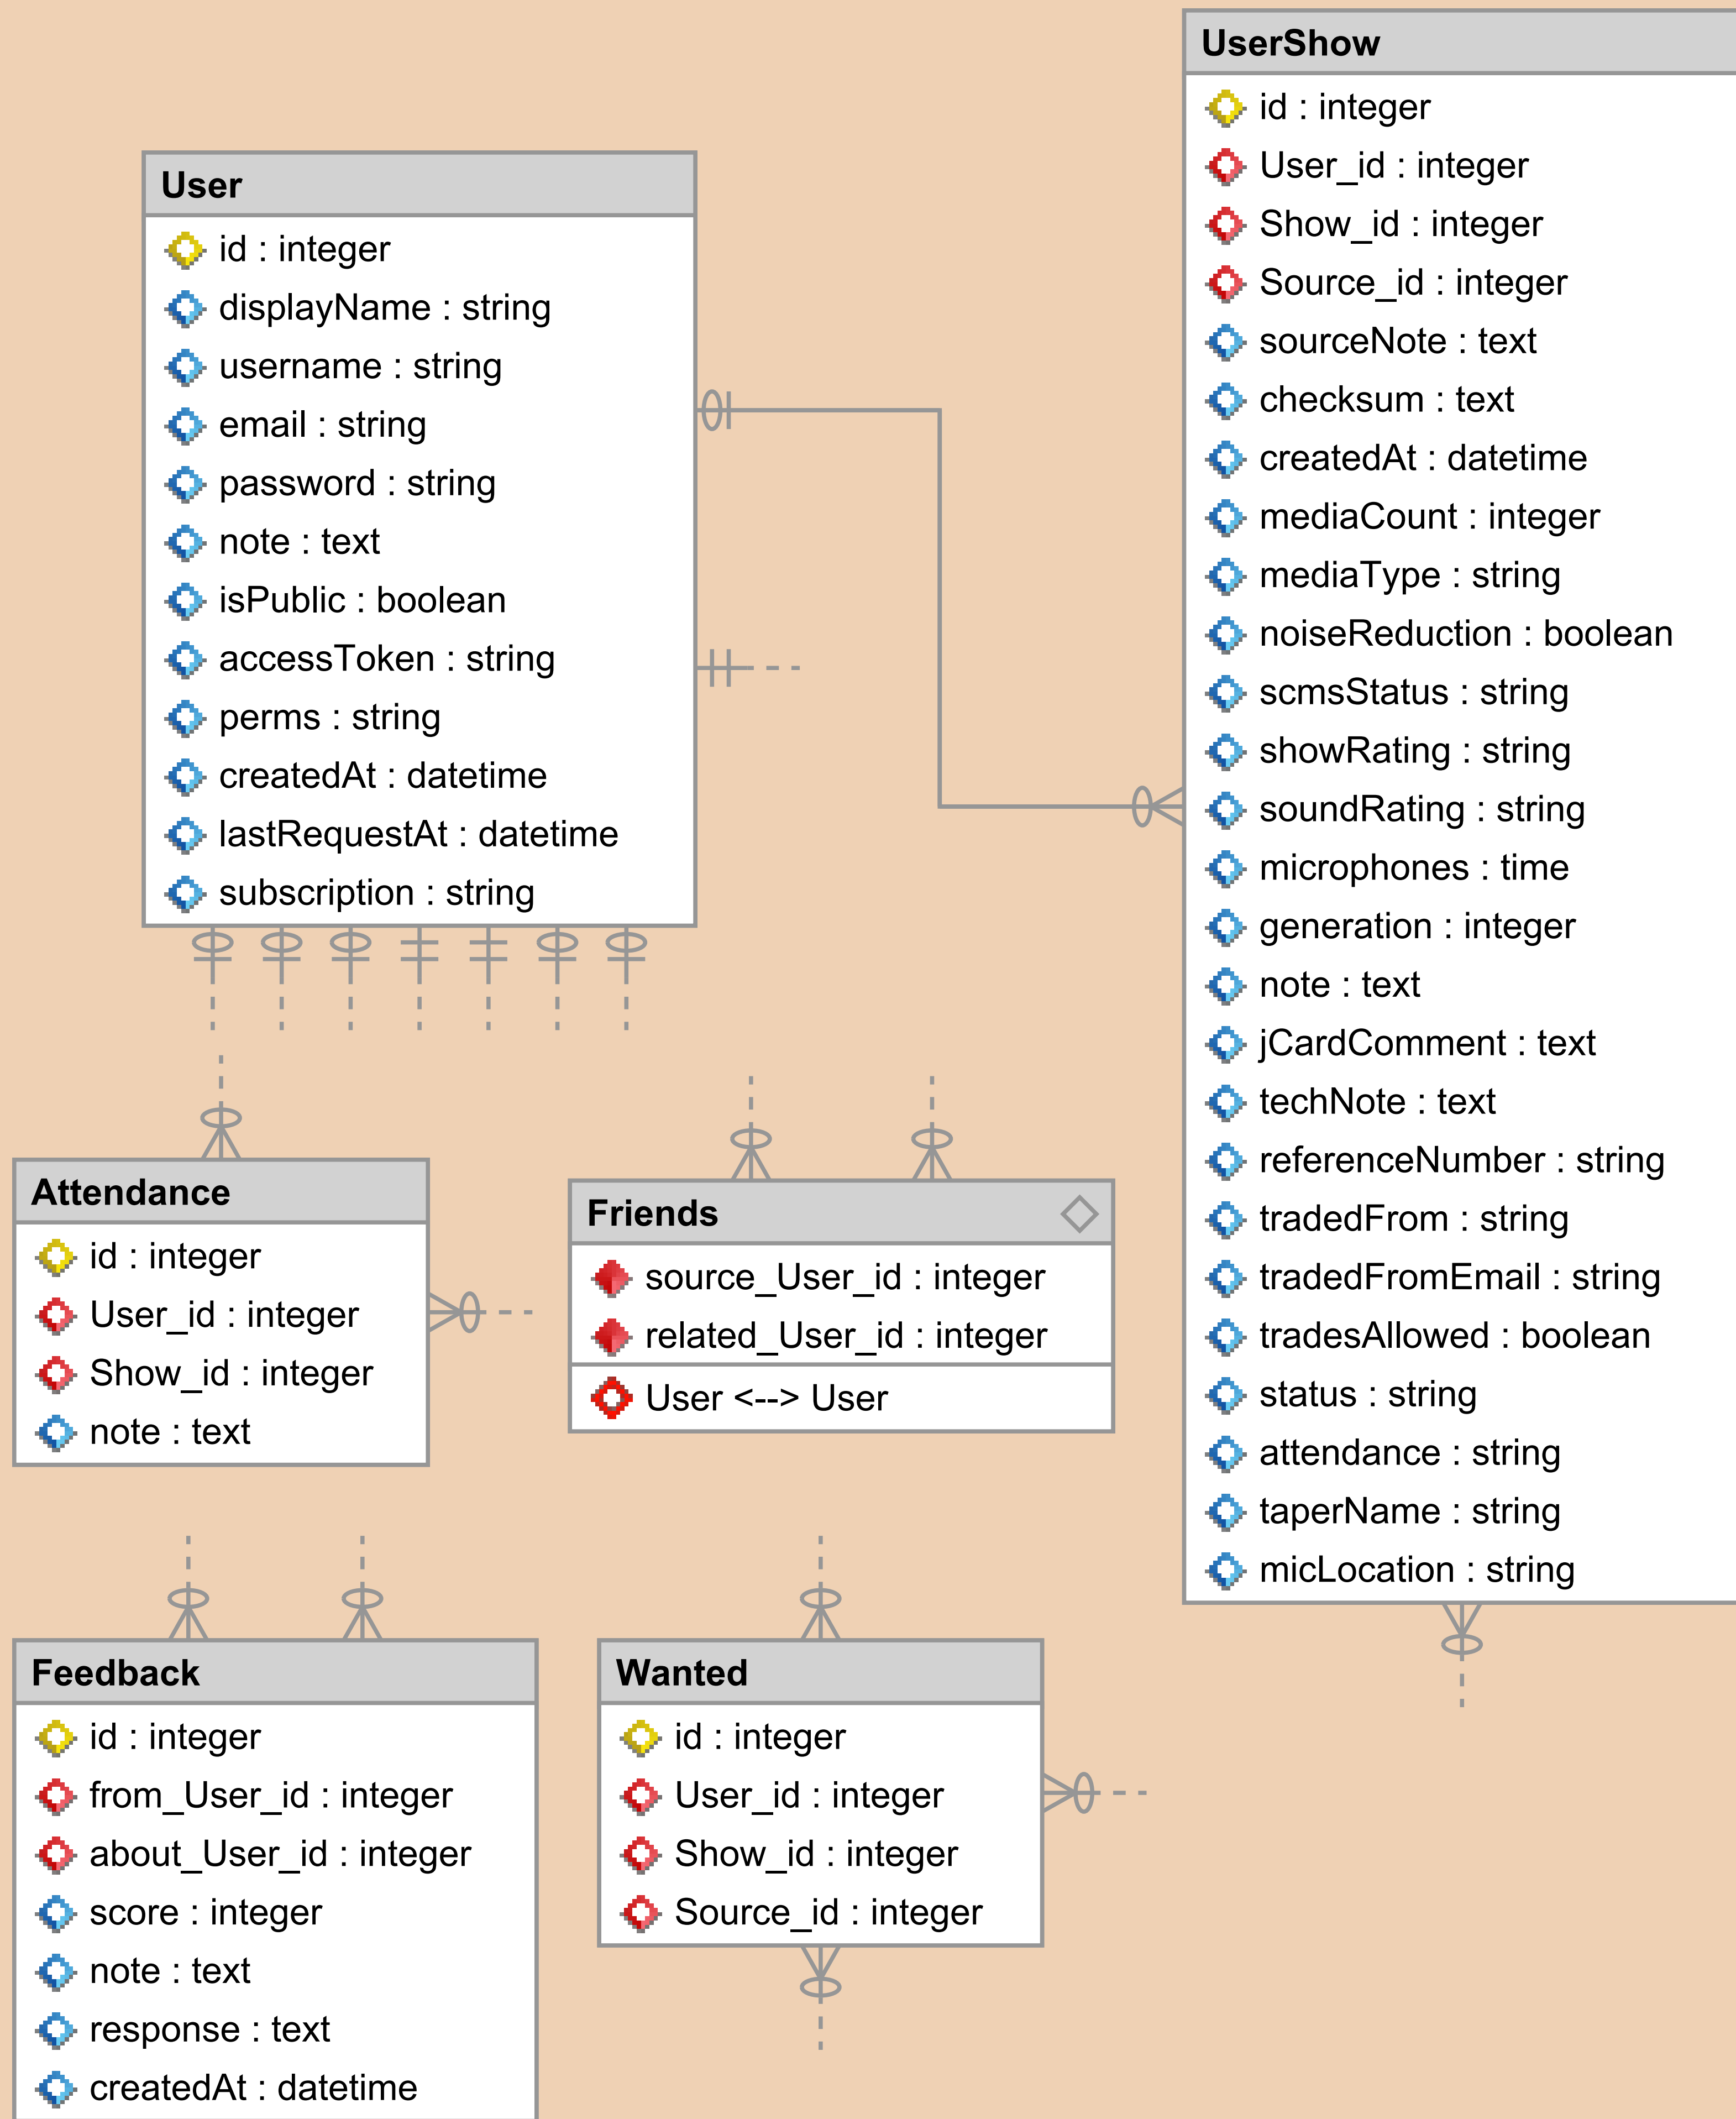 User
id : integer
displayName : string
username : string
email : string
password : string
note : text
isPublic : boolean
accessToken : string
perms : string
createdAt : datetime
lastRequestAt : datetime
subscription : string
UserShow
id : integer
User_id : integer
Show_id : integer
Source_id : integer
sourceNote : text
checksum : text
createdAt : datetime
mediaCount : integer
mediaType : string
noiseReduction : boolean
scmsStatus : string
showRating : string
soundRating : string
microphones : time
generation : integer
note : text
jCardComment : text
techNote : text
referenceNumber : string
tradedFrom : string
tradedFromEmail : string
tradesAllowed : boolean
status : string
attendance : string
taperName : string
micLocation : string
Attendance
id : integer
User_id : integer
Show_id : integer
note : text
Friends
source_User_id : integer
related_User_id : integer
User <--> User
Feedback
id : integer
from_User_id : integer
about_User_id : integer
score : integer
note : text
response : text
createdAt : datetime
Wanted
id : integer
User_id : integer
Show_id : integer
Source_id : integer